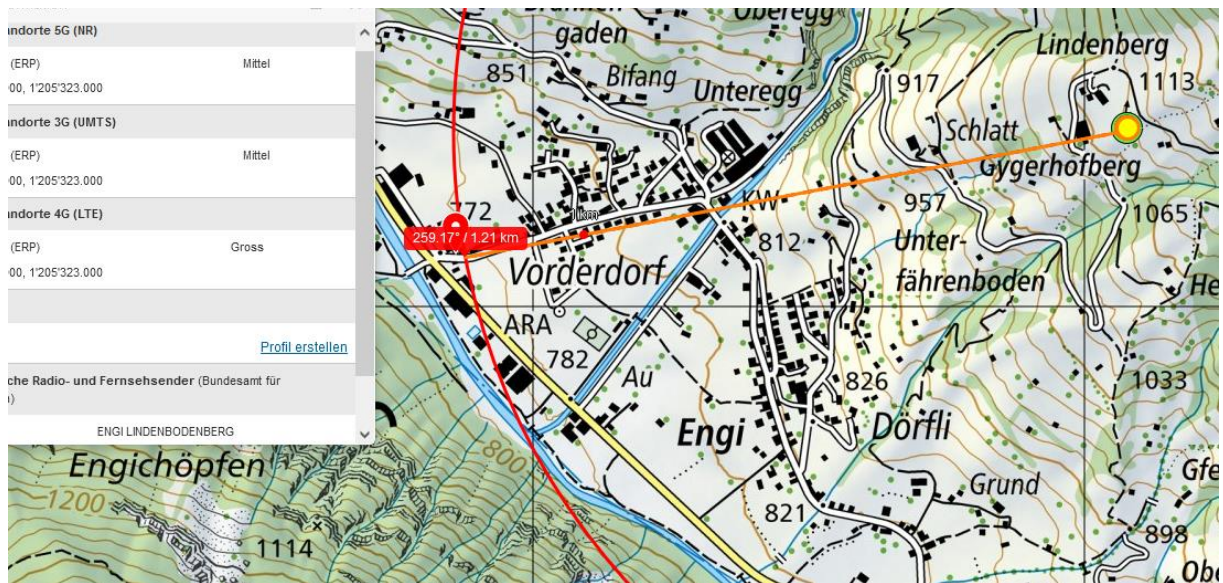 andorte 5G (NR)
(ERP) Mittel
00, 1'205'323.000
andorte 3G (UMTS)
(ERP) Mittel
00, 1'205'323.000
andorte 4G (LTE)
(ERP) Gross
00, 1'205'323.000
Profil erstellen
che Radio- und Fernsehsender (Bundesamt für
n)
ENGI LINDENBODENBERG
gaden
Oberegg
Lindenberg
851
Bifang
Unteregg
917
1113
Schlatt
Gygerhofberg
772
1km
KW
957
1065
259.17° / 1.21 km
812
Unter-
fährenboden
Vorderdorf
He
ARA
782
Au
826
1033
Engi
Dörfli
800
Engichöpfen
1200
Grund
Gfe
821
1114
898
Obe